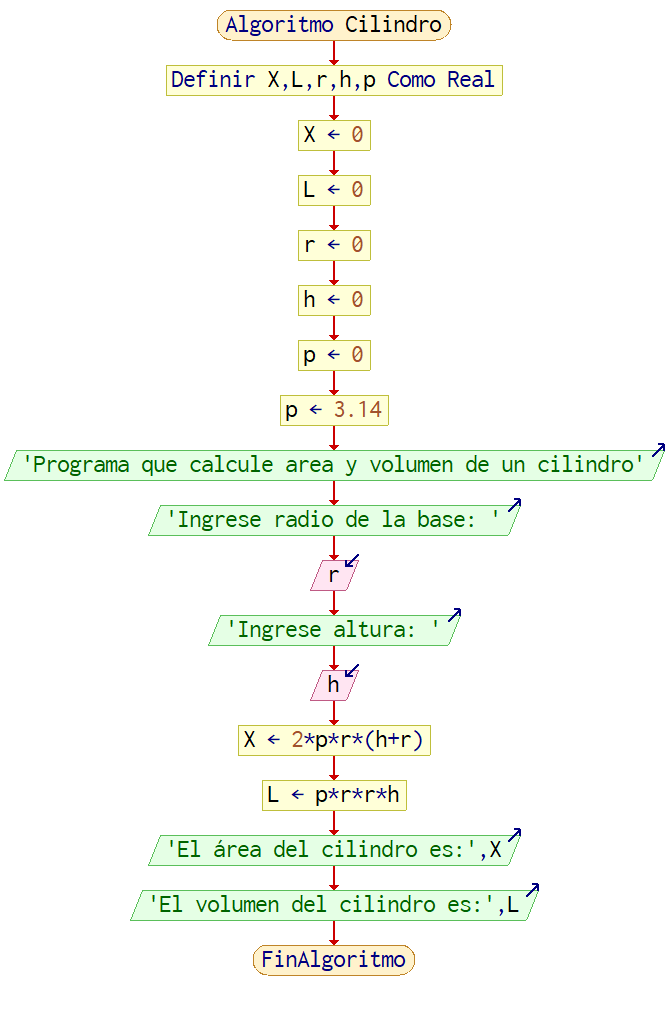 Algoritmo Cilindro
Definir X,L,r,h,p Como Real
X ← 0
L ← 0
r ← 0
h ← 0
p ← 0
p ← 3.14
'Programa que calcule area y volumen de un cilindro'
'Ingrese radio de la base: '
r
'Ingrese altura: '
h
X ← 2*p*r*(h+r)
L ← p*r*r*h
'El área del cilindro es:',X
'El volumen del cilindro es:',L
FinAlgoritmo